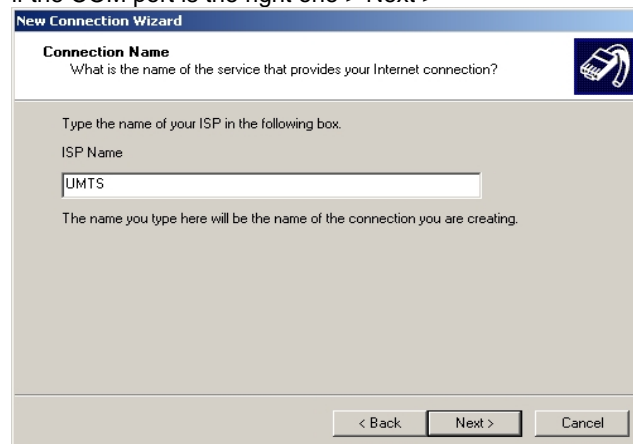 if the COM port is the right one > Next >
New Connection Wizard
Connection Name
What is the name of the service that provides your Internet connection?
Type the name of your ISP in the following box.
ISP Name
UMTS
The name you type here will be the name of the connection you are creating.
< Back
Next >
Cancel